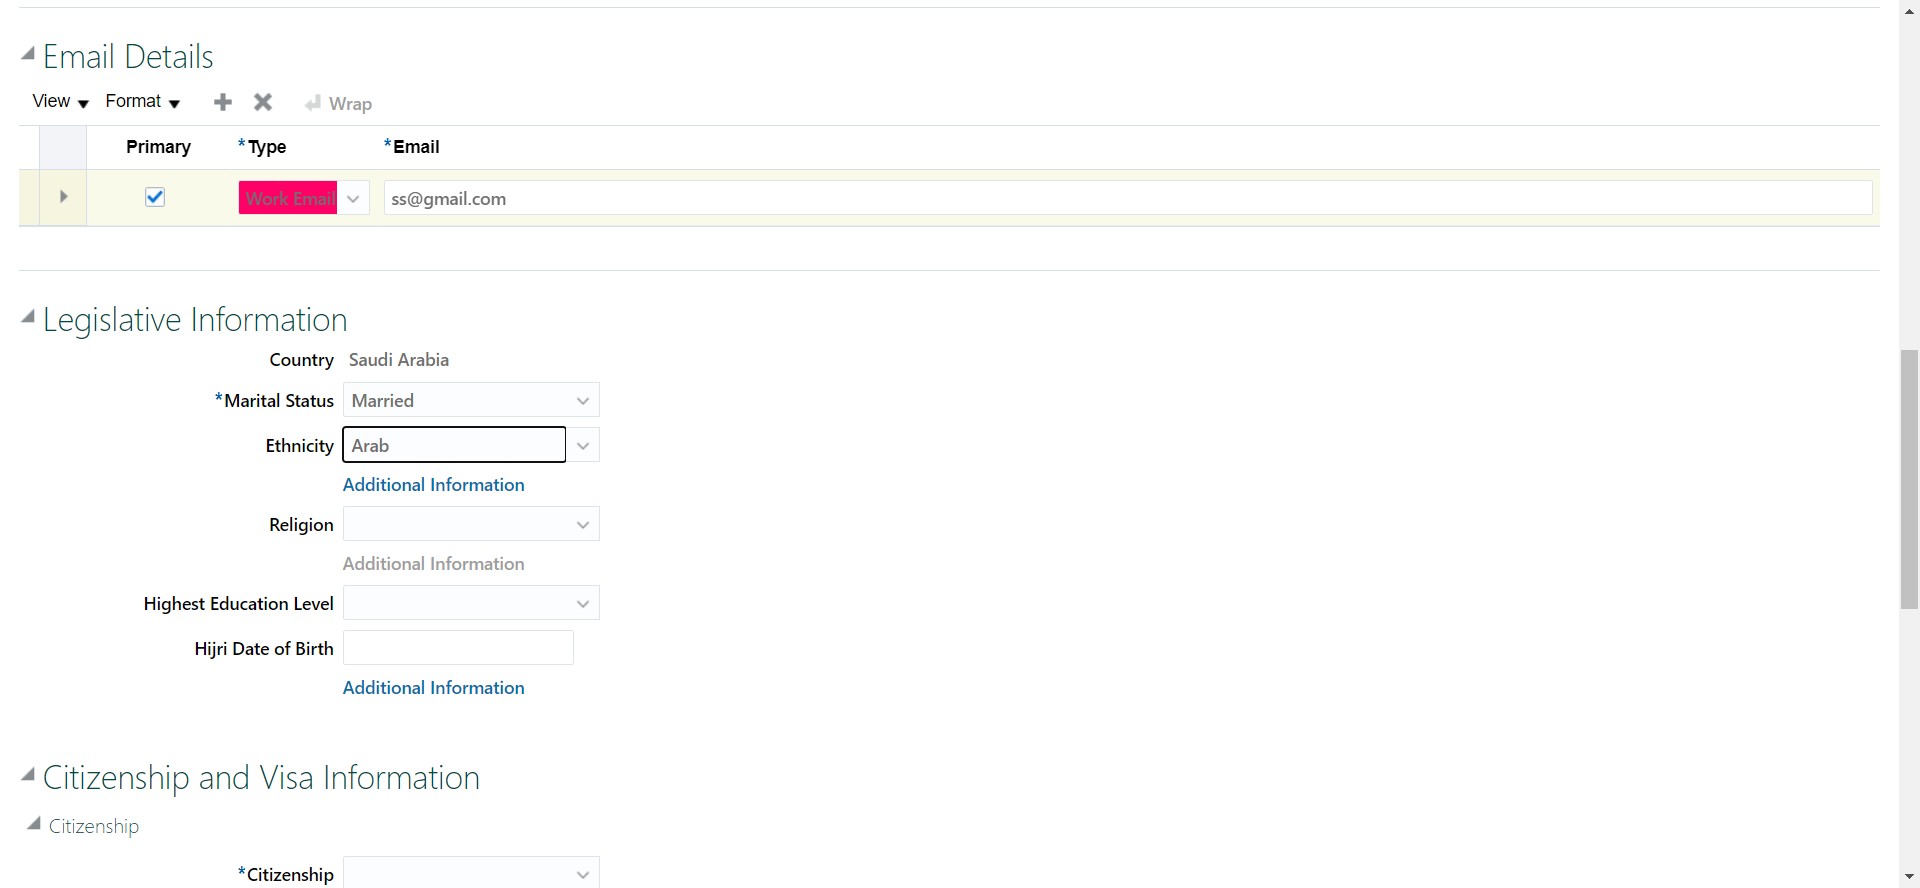 Email Details
View Format Wrap
Primary *Type *Email
Work Email ss@gmail.com
Legislative Information
Country Saudi Arabia
*Marital Status Married
Ethnicity Arab
Additional Information
Religion
Additional Information
Highest Education Level
Hijri Date of Birth
Additional Information
Citizenship and Visa Information
Citizenship
*Citizenship